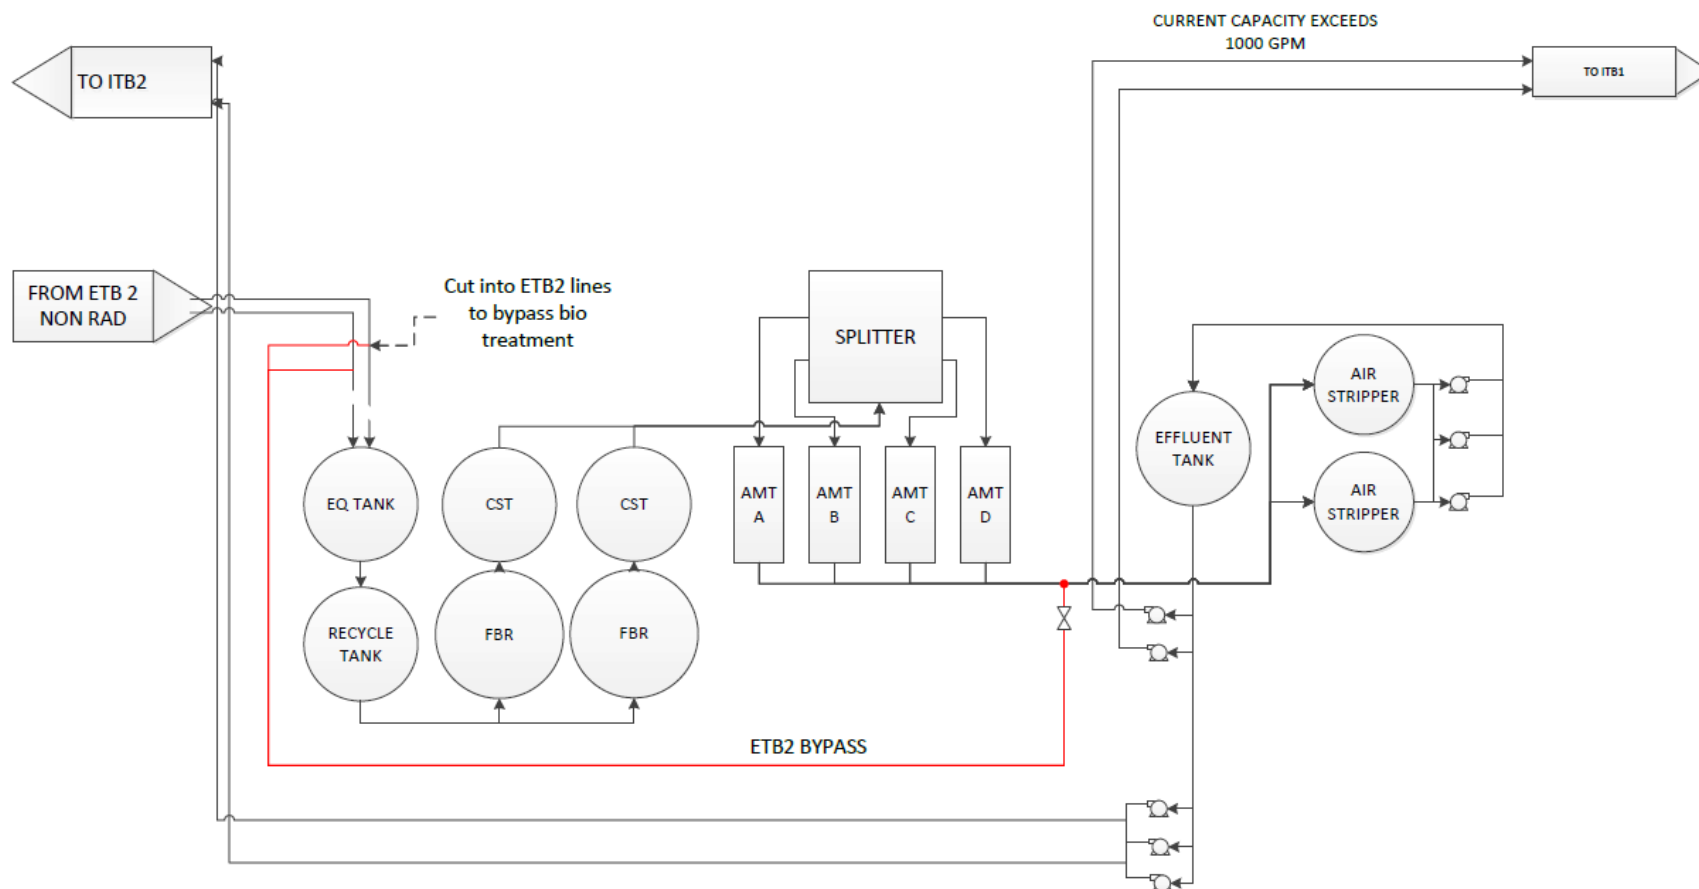 CURRENT CAPACITY EXCEEDS
1000 GPM
TO ITB2
TO ITB1
FROM ETB 2
NON RAD
Cut into ETB2 lines
to bypass bio
treatment
SPLITTER
AIR
STRIPPER
EFFLUENT
TANK
EQ TANK
CST
CST
AMT
A
AMT
B
AMT
C
AMT
D
AIR
STRIPPER
RECYCLE
TANK
FBR
FBR
ETB2 BYPASS